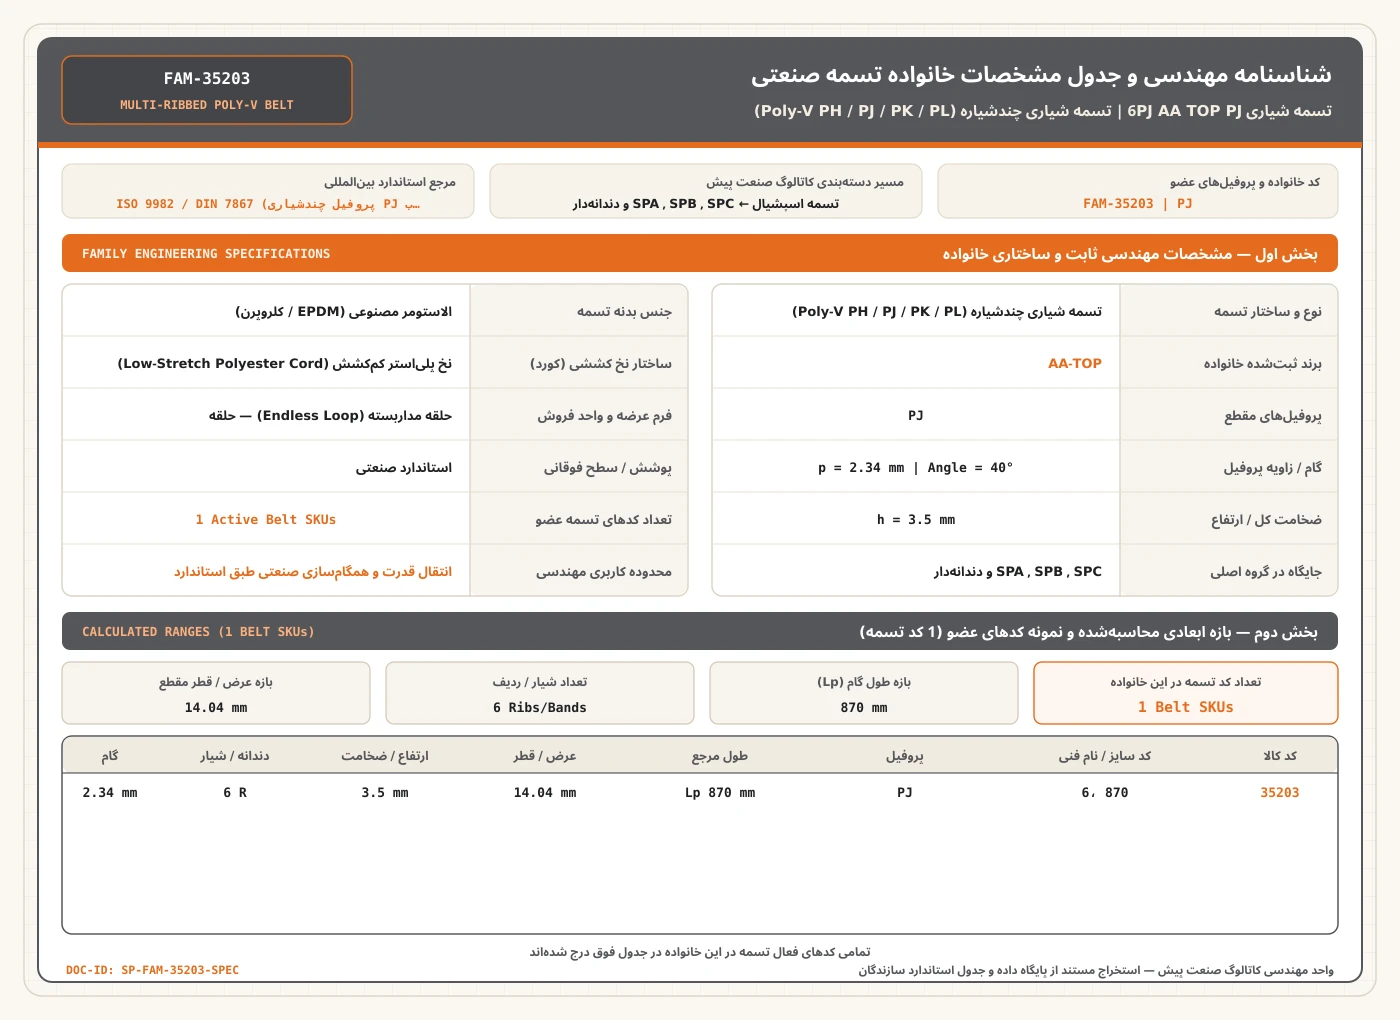 شناسنامه مهندسی و جدول مشخصات خانواده تسمه صنعتی
تسمه شیاری 6PJ AA TOP PJ | تسمه شیاری چندشیاره (Poly-V PH / PJ / PK / PL)
FAM-35203
MULTI-RIBBED POLY-V BELT
کد خانواده و پروفیل‌های عضو
FAM-35203 | PJ
مسیر دسته‌بندی کاتالوگ صنعت پیش
تسمه اسپشیال ← SPA , SPB , SPC و دندانه‌دار
مرجع استاندارد بین‌المللی
ISO 9982 / DIN 7867 (پروفیل چندشیاری PJ ب…
بخش اول — مشخصات مهندسی ثابت و ساختاری خانواده
FAMILY ENGINEERING SPECIFICATIONS
نوع و ساختار تسمه
تسمه شیاری چندشیاره (Poly-V PH / PJ / PK / PL)
برند ثبت‌شده خانواده
AA-TOP
پروفیل‌های مقطع
PJ
گام / زاویه پروفیل
p = 2.34 mm | Angle = 40°
ضخامت کل / ارتفاع
h = 3.5 mm
جایگاه در گروه اصلی
SPA , SPB , SPC و دندانه‌دار
جنس بدنه تسمه
الاستومر مصنوعی (EPDM / کلروپرن)
ساختار نخ کششی (کورد)
نخ پلی‌استر کم‌کشش (Low-Stretch Polyester Cord)
فرم عرضه و واحد فروش
حلقه مداربسته (Endless Loop) — حلقه
پوشش / سطح فوقانی
استاندارد صنعتی
تعداد کدهای تسمه عضو
1 Active Belt SKUs
محدوده کاربری مهندسی
انتقال قدرت و همگام‌سازی صنعتی طبق استاندارد
بخش دوم — بازه ابعادی محاسبه‌شده و نمونه کدهای عضو (1 کد تسمه)
CALCULATED RANGES (1 BELT SKUs)
تعداد کد تسمه در این خانواده
1 Belt SKUs
بازه طول گام (Lp)
870 mm
تعداد شیار / ردیف
6 Ribs/Bands
بازه عرض / قطر مقطع
14.04 mm
کد کالا کد سایز / نام فنی پروفیل طول مرجع عرض / قطر ارتفاع / ضخامت دندانه / شیار گام
35203 6، 870 PJ Lp 870 mm 14.04 mm 3.5 mm 6 R 2.34 mm
تمامی کدهای فعال تسمه در این خانواده در جدول فوق درج شده‌اند
واحد مهندسی کاتالوگ صنعت پیش — استخراج مستند از پایگاه داده و جدول استاندارد سازندگان
DOC-ID: SP-FAM-35203-SPEC